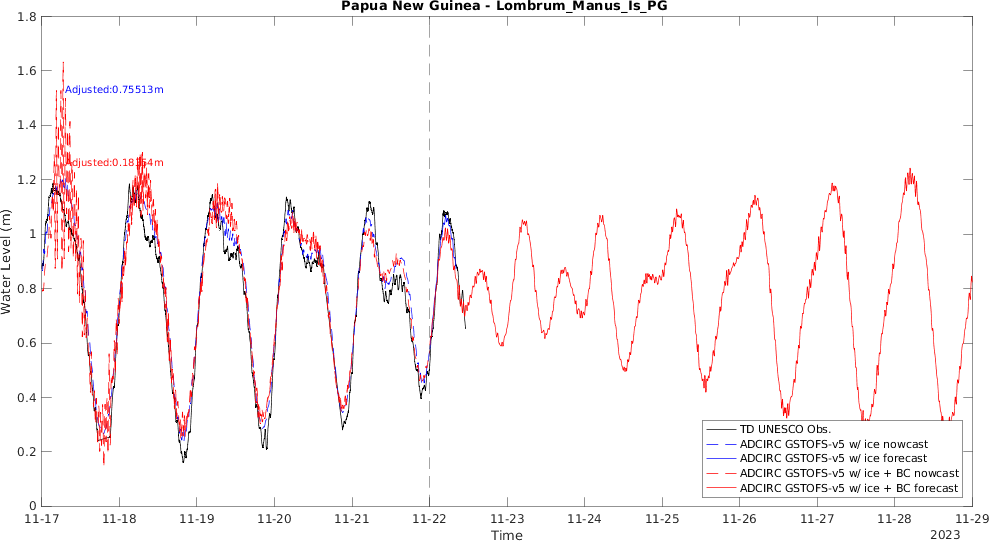 Papua New Guinea - Lombrum_Manus_Is_PG
1.8
1.6
1.4
1.2
1
0.8
0.6
0.4
0.2
0
Water Level (m)
Adjusted:0.75513m
TD UNESCO Obs.
ADCIRC GSTOFS-v5 w/ ice nowcast
ADCIRC GSTOFS-v5 w/ ice forecast
ADCIRC GSTOFS-v5 w/ ice + BC nowcast
ADCIRC GSTOFS-v5 w/ ice + BC forecast
11-17 11-18 11-19 11-20 11-21 11-22 11-23 11-24 11-25 11-26 11-27 11-28 11-29
Time
2023